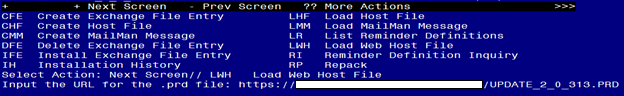 + + Next Screen - Prev Screen ?? More Actions >>>
CFE Create Exchange File Entry LHF Load Host File
CHF Create Host File LMM Load MailMan Message
CMM Create MailMan Message LR List Reminder Definitions
DFE Delete Exchange File Entry LWH Load Web Host File
IFE Install Exchange File Entry RI Reminder Definition Inquiry
IH Installation History RP Repack
Select Action: Next Screen// LWH Load Web Host File
Input the URL for the .prd file: https:// /UPDATE_2_0_313.PRD